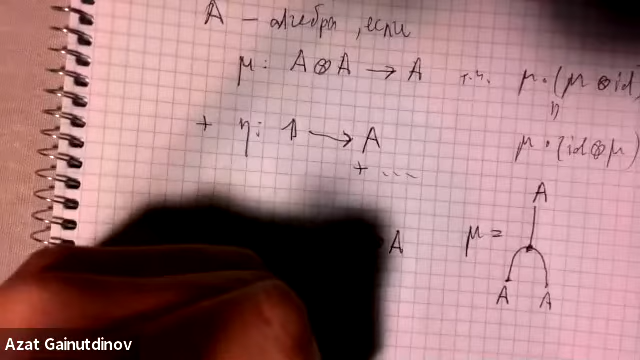 A – алгебра, если
μ: A ⊗ A → A т.ч. μ∘(μ⊗id)
||
+ η: 1 → A μ∘(id⊗μ)
+ ...
A
A μ =
A A
Azat Gainutdinov